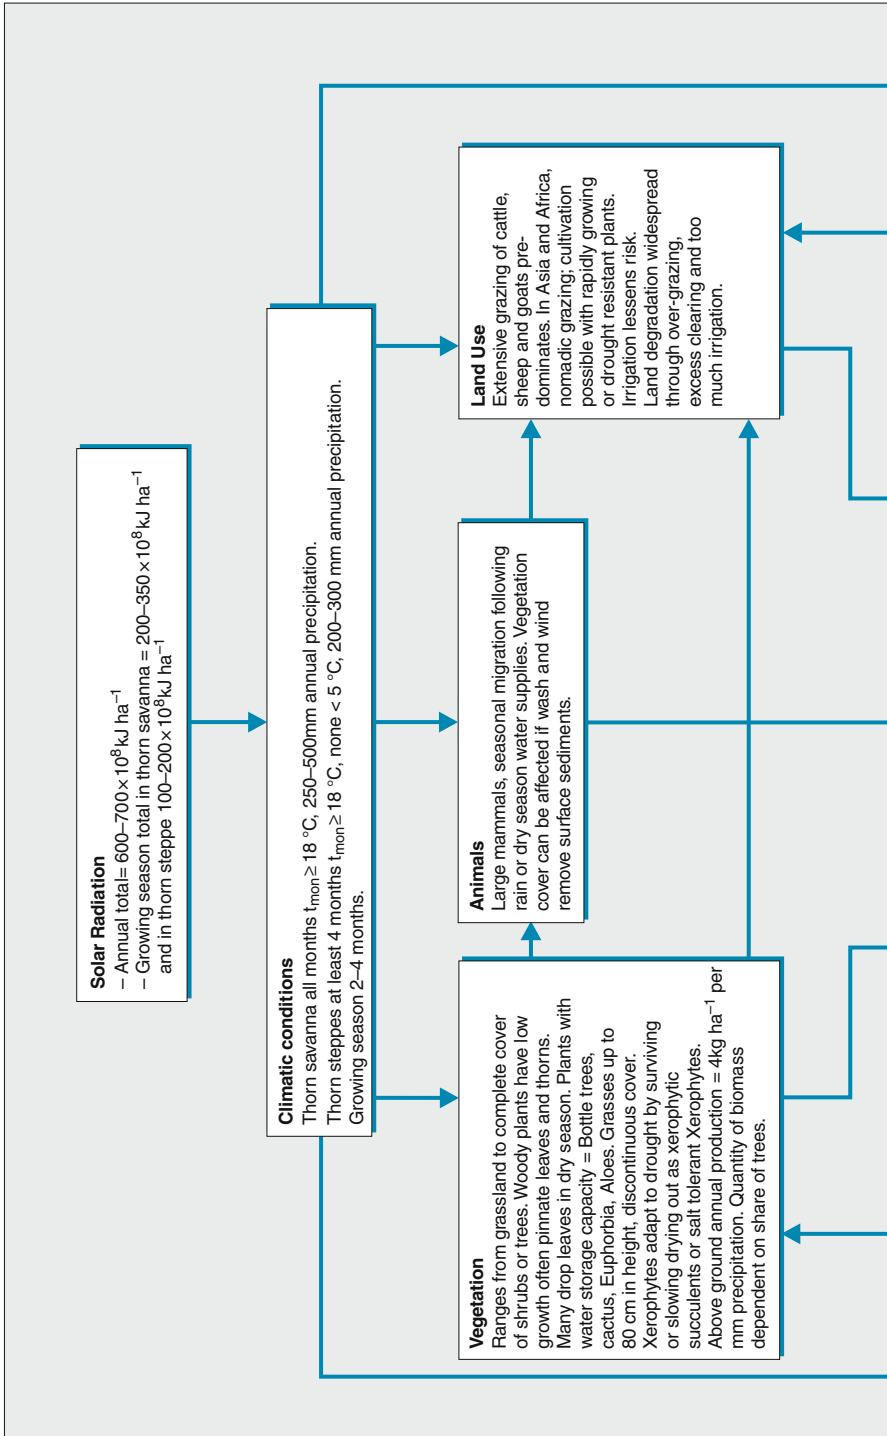 Solar Radiation
– Annual total= 600–700×10⁸kJ ha⁻¹
– Growing season total in thorn savanna = 200–350×10⁸kJ ha⁻¹
and in thorn steppe 100–200×10⁸kJ ha⁻¹
Climatic conditions
Thorn savanna all months tₘₒₙ≥ 18 °C, 250–500mm annual precipitation.
Thorn steppes at least 4 months tₘₒₙ≥ 18 °C, none < 5 °C, 200–300 mm annual precipitation.
Growing season 2–4 months.
Vegetation
Ranges from grassland to complete cover
of shrubs or trees. Woody plants have low
growth often pinnate leaves and thorns.
Many drop leaves in dry season. Plants with
water storage capacity = Bottle trees,
cactus, Euphorbia, Aloes. Grasses up to
80 cm in height, discontinuous cover.
Xerophytes adapt to drought by surviving
or slowing drying out as xerophytic
succulents or salt tolerant Xerophytes.
Above ground annual production = 4kg ha⁻¹ per
mm precipitation. Quantity of biomass
dependent on share of trees.
Animals
Large mammals, seasonal migration following
rain or dry season water supplies. Vegetation
cover can be affected if wash and wind
remove surface sediments.
Land Use
Extensive grazing of cattle,
sheep and goats pre-
dominates. In Asia and Africa,
nomadic grazing; cultivation
possible with rapidly growing
or drought resistant plants.
Irrigation lessens risk.
Land degradation widespread
through over-grazing,
excess clearing and too
much irrigation.